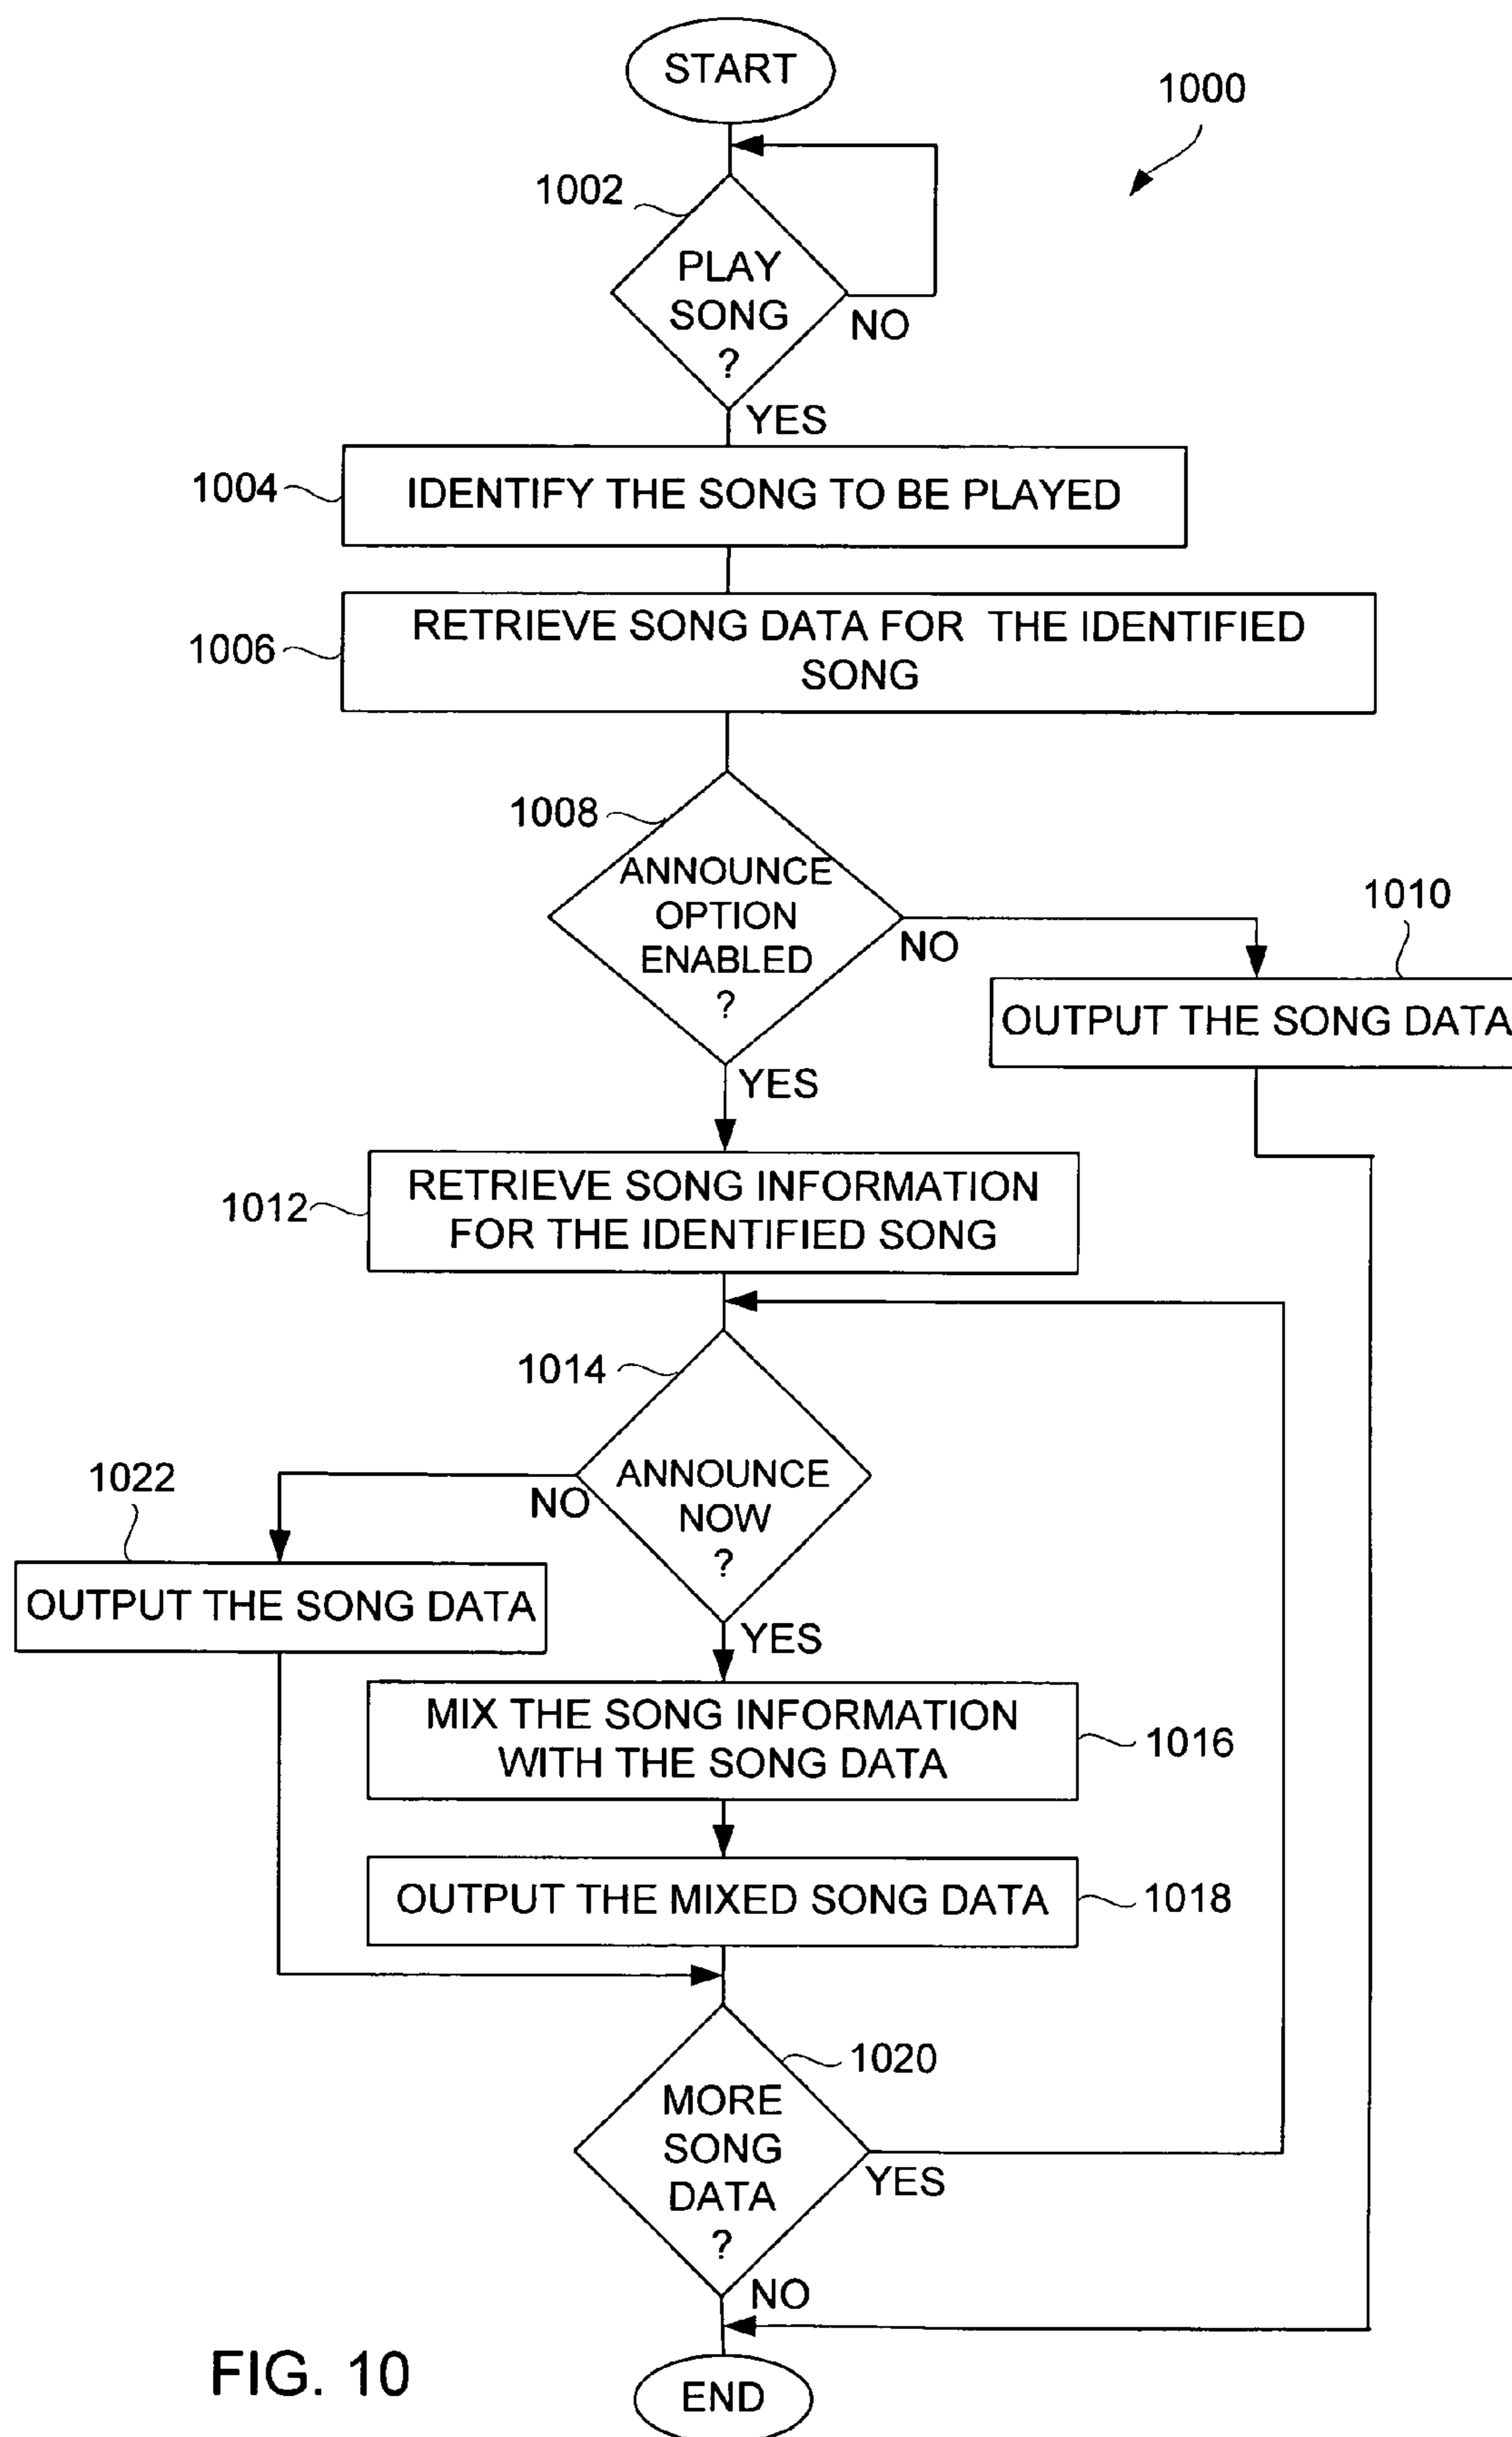 START
1000
1002
PLAY
SONG
?
NO
YES
1004
IDENTIFY THE SONG TO BE PLAYED
1006
RETRIEVE SONG DATA FOR THE IDENTIFIED
SONG
1008
ANNOUNCE
OPTION
ENABLED
?
NO
1010
OUTPUT THE SONG DATA
YES
1012
RETRIEVE SONG INFORMATION
FOR THE IDENTIFIED SONG
1014
ANNOUNCE
NOW
?
NO
1022
OUTPUT THE SONG DATA
YES
MIX THE SONG INFORMATION
WITH THE SONG DATA
1016
OUTPUT THE MIXED SONG DATA
1018
1020
MORE
SONG
DATA
?
YES
NO
FIG. 10
END